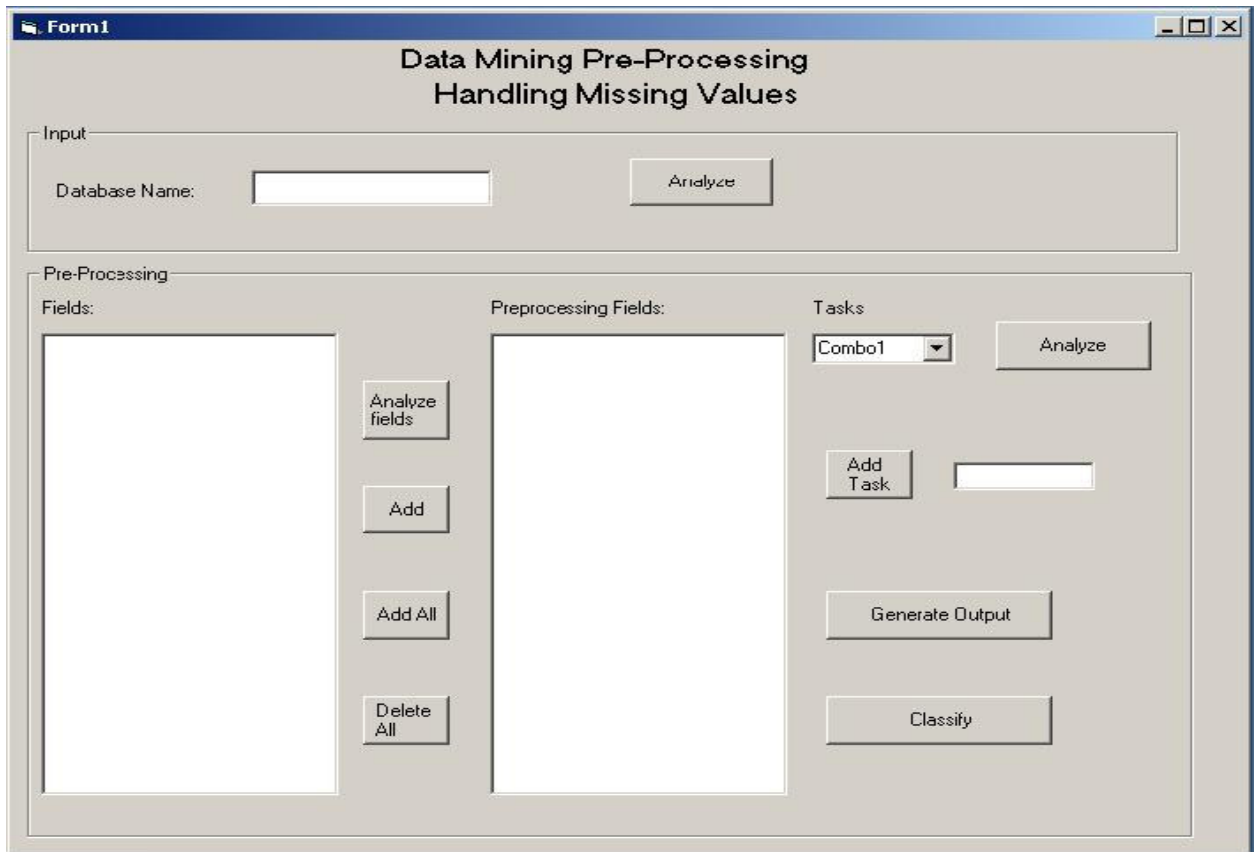 Form1
Data Mining Pre-Processing
Handling Missing Values
Input
Database Name:
Analyze
Pre-Processing
Fields:
Preprocessing Fields:
Tasks
Combo1
Analyze
Analyze
fields
Add
Task
Add
Add All
Generate Output
Delete
All
Classify